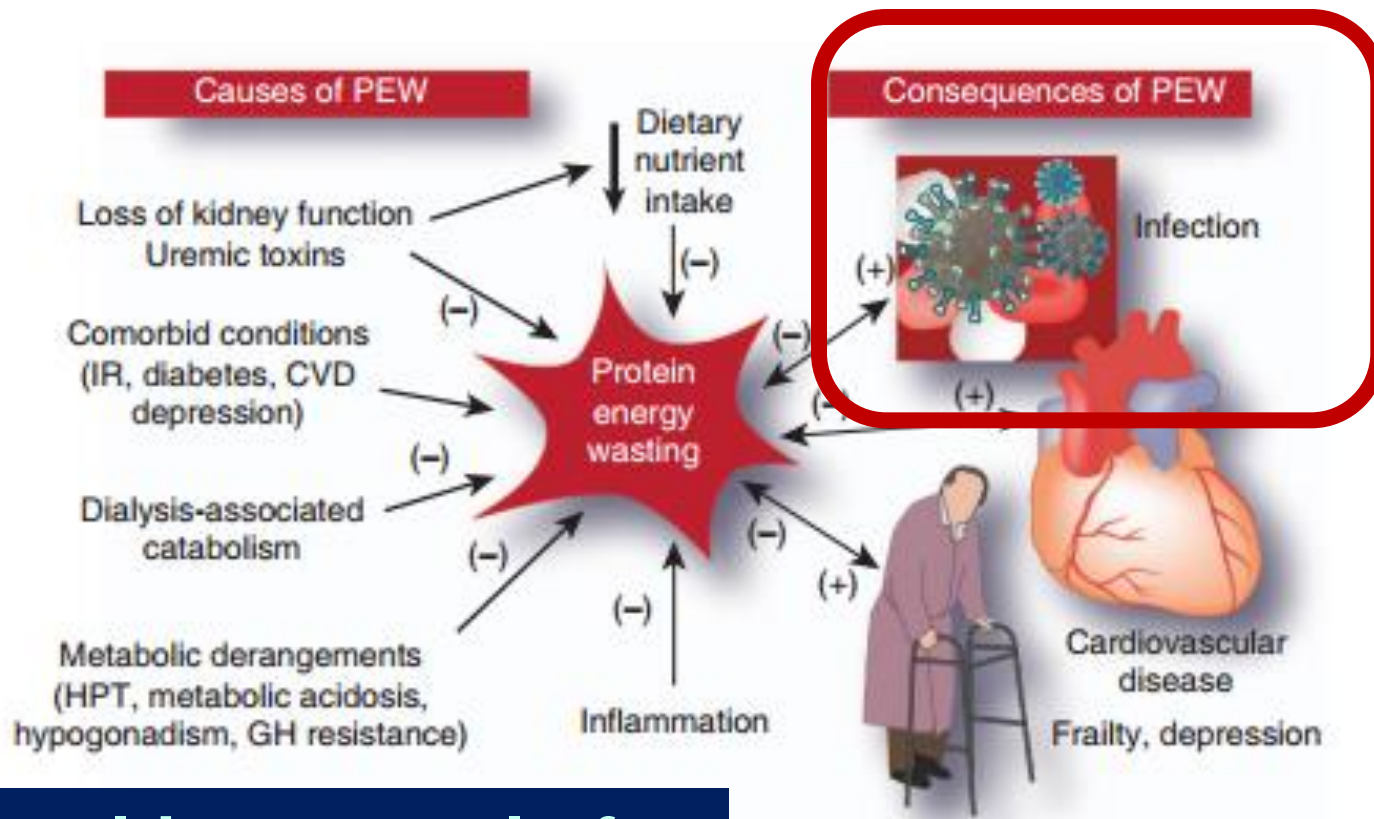 Causes of PEW
Consequences of PEW
Dietary
nutrient
intake
Loss of kidney function
Uremic toxins
(–)
(–)
Comorbid conditions
(IR, diabetes, CVD
depression)
(–)
Dialysis-associated
catabolism
(–)
Metabolic derangements
(HPT, metabolic acidosis,
hypogonadism, GH resistance)
(–)
Inflammation
Protein
energy
wasting
(+)
(–)
Infection
(–)
(+)
(–)
(+)
Cardiovascular
disease
Frailty, depression